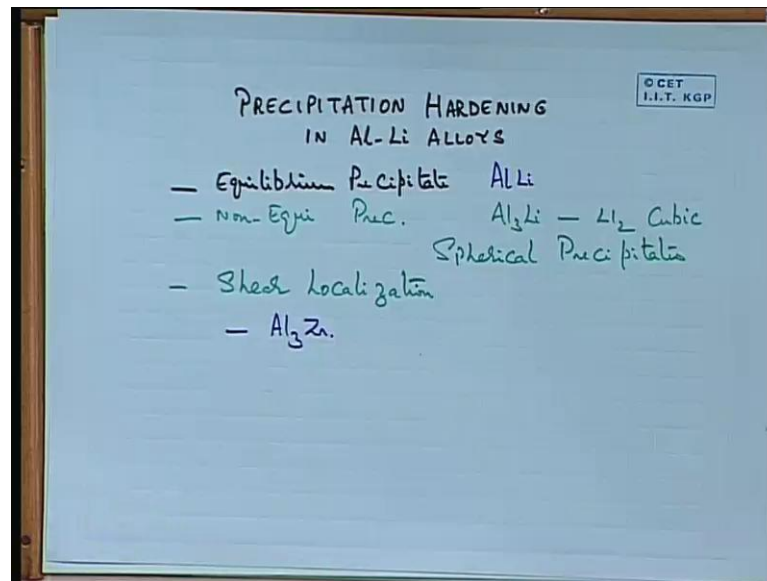 © CET
I.I.T. KGP
PRECIPITATION HARDENING
IN Al-Li ALLOYS
— Equilibrium Precipitate AlLi
— Non-Equi Prec. Al₃Li — L1₂ Cubic
Spherical Precipitates
- Shear Localization
— Al₃Zr.